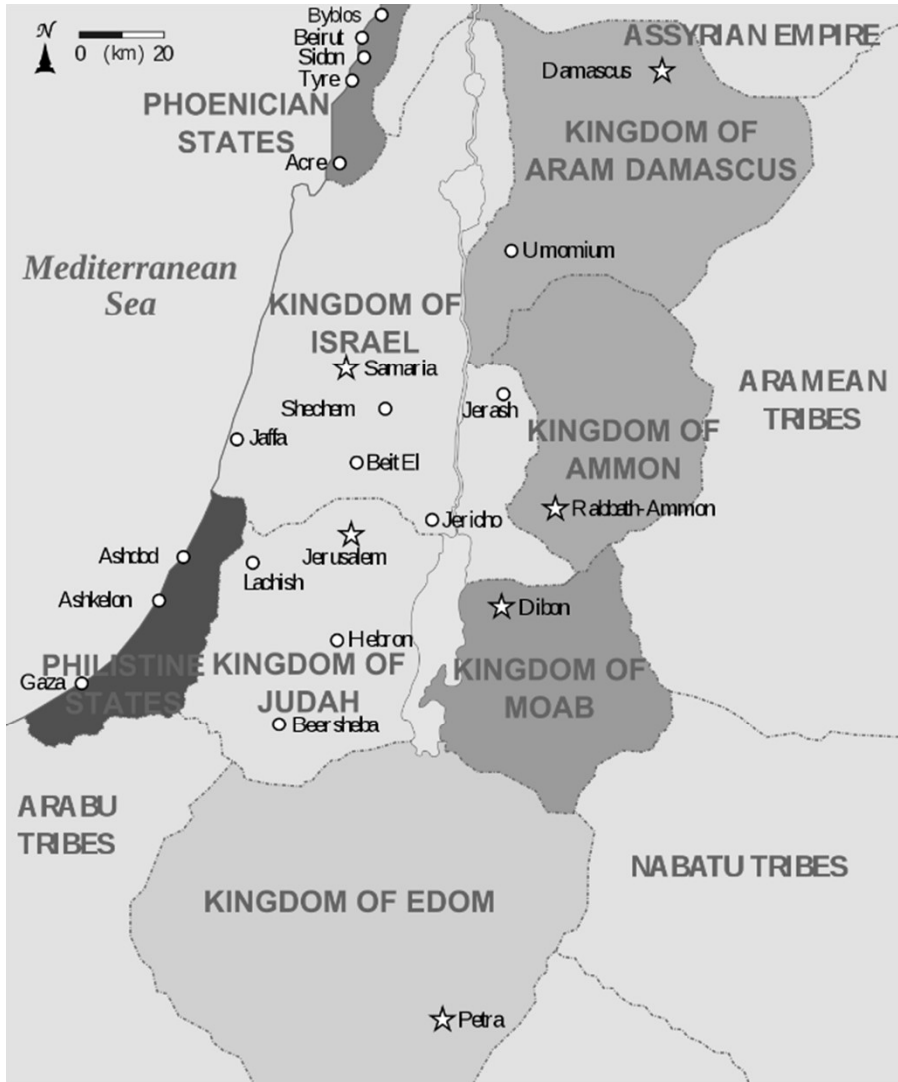 Byblos
N
0 (km) 20
Beirut
Sidon
Tyre
ASSYRIAN EMPIRE
Damascus
PHOENICIAN
STATES
KINGDOM OF
ARAM DAMASCUS
Acre
Umomium
Mediterranean
Sea
KINGDOM OF
ISRAEL
Samaria
ARAMEAN
TRIBES
Shechem
Jerash
Jaffa
KINGDOM OF
AMMON
Beit El
Rabbath-Ammon
Jericho
Jerusalem
Ashdod
Lachish
Ashkelon
Dibon
Hebron
PHILISTINE
STATES
Gaza
KINGDOM OF
JUDAH
KINGDOM OF
MOAB
Beersheba
ARABU
TRIBES
NABATU TRIBES
KINGDOM OF EDOM
Petra